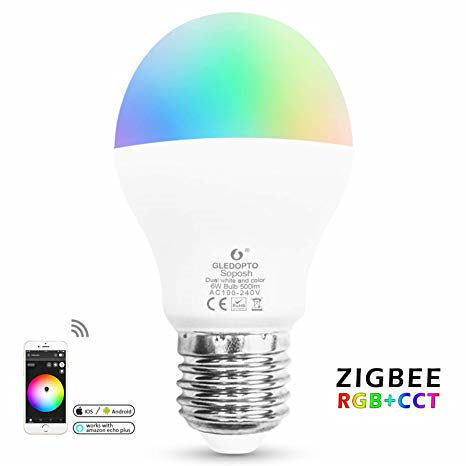 GLEDOPTO
Soposh
Dual white and color
6W Bulb 500lm
AC100-240V
CE RoHS
ZIGBEE
RGB+CCT
iOS / Android
works with
amazon echo plus